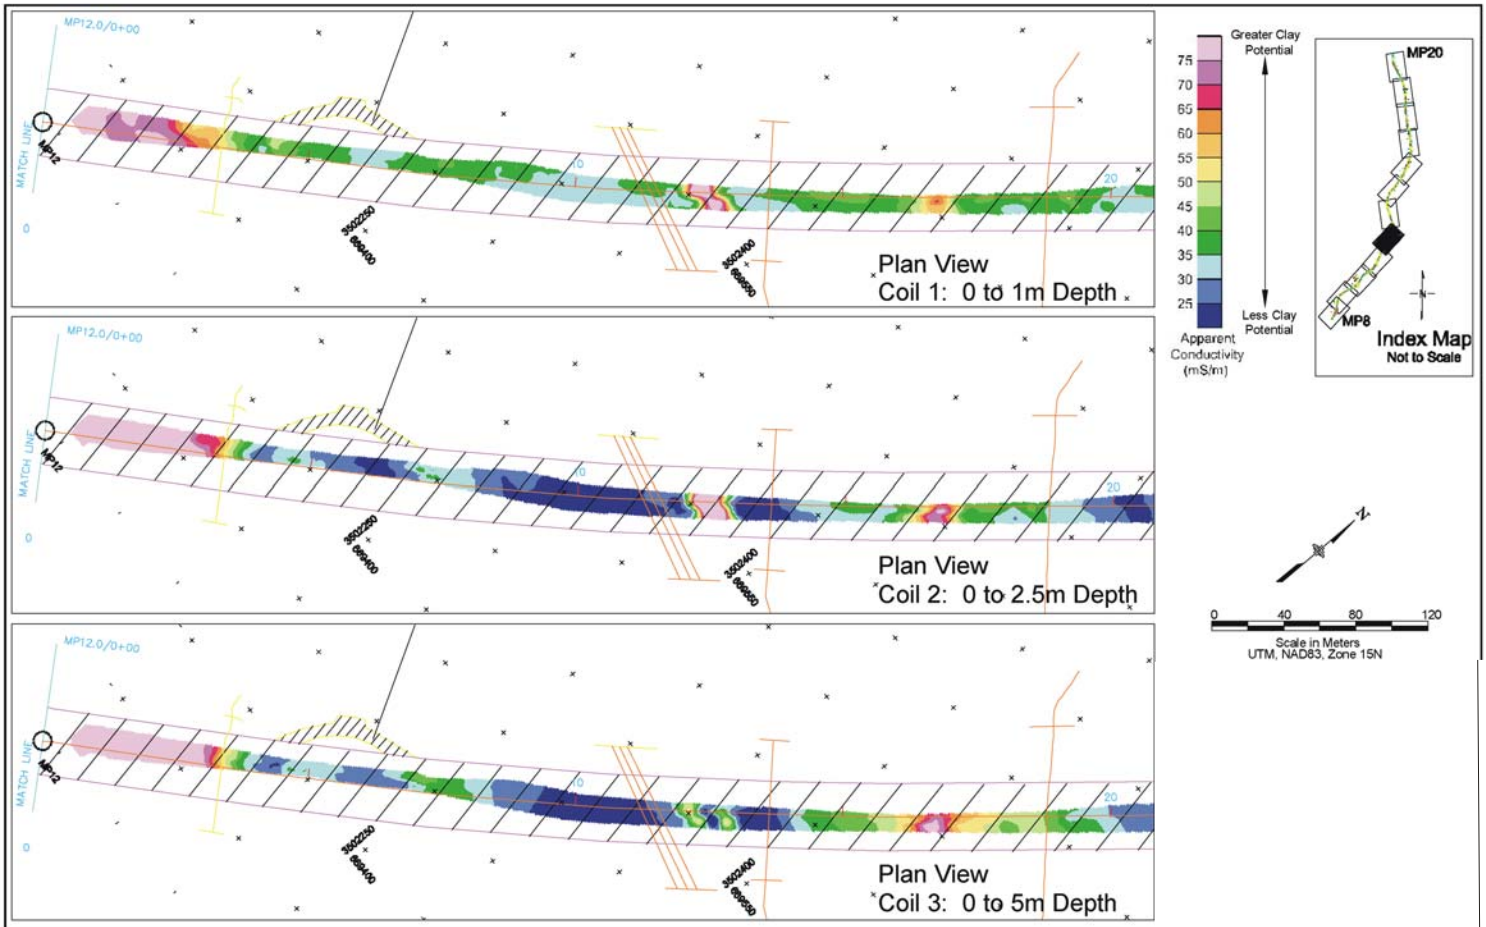 MP12.0/0+00
MATCH LINE
MP12
0
10
20
3502250
669400
3502400
669550
Plan View
Coil 1: 0 to 1m Depth
MP12.0/0+00
MATCH LINE
MP12
0
10
20
3502250
669400
3502400
669550
Plan View
Coil 2: 0 to 2.5m Depth
MP12.0/0+00
MATCH LINE
MP12
0
10
20
3502250
669400
3502400
669550
Plan View
Coil 3: 0 to 5m Depth
Greater Clay
Potential
75
70
65
60
55
50
45
40
35
30
25
Less Clay
Potential
Apparent
Conductivity
(mS/m)
MP20
MP8
N
Index Map
Not to Scale
N
0 40 80 120
Scale in Meters
UTM, NAD83, Zone 15N